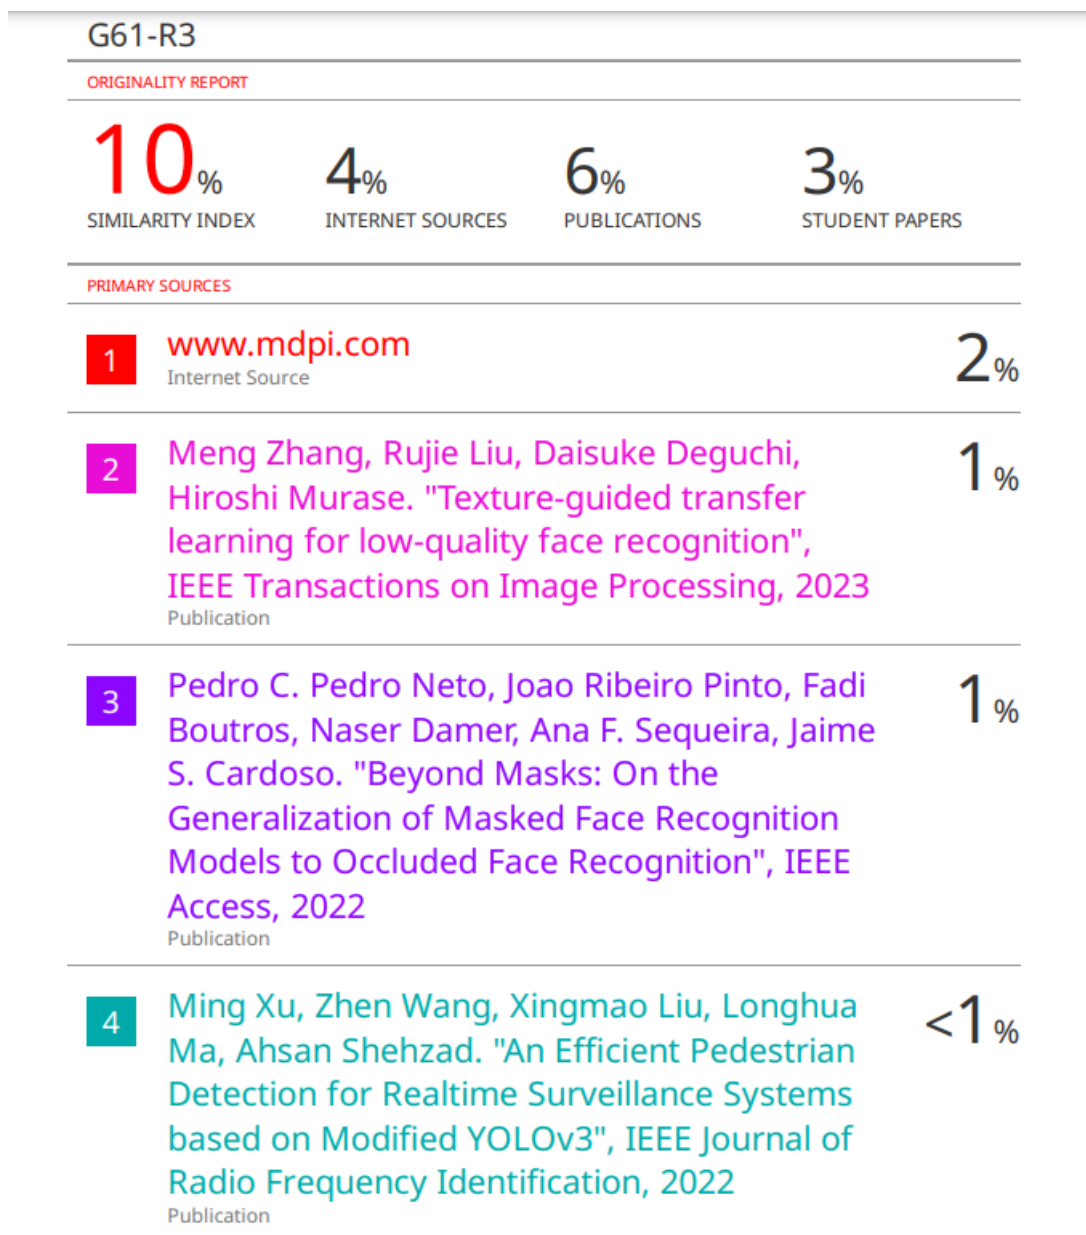 G61-R3
ORIGINALITY REPORT
10%
4%
6%
3%
SIMILARITY INDEX
INTERNET SOURCES
PUBLICATIONS
STUDENT PAPERS
PRIMARY SOURCES
1
www.mdpi.com
Internet Source
2%
2
Meng Zhang, Rujie Liu, Daisuke Deguchi,
Hiroshi Murase. "Texture-guided transfer
learning for low-quality face recognition",
IEEE Transactions on Image Processing, 2023
Publication
1%
3
Pedro C. Pedro Neto, Joao Ribeiro Pinto, Fadi
Boutros, Naser Damer, Ana F. Sequeira, Jaime
S. Cardoso. "Beyond Masks: On the
Generalization of Masked Face Recognition
Models to Occluded Face Recognition", IEEE
Access, 2022
Publication
1%
4
Ming Xu, Zhen Wang, Xingmao Liu, Longhua
Ma, Ahsan Shehzad. "An Efficient Pedestrian
Detection for Realtime Surveillance Systems
based on Modified YOLOv3", IEEE Journal of
Radio Frequency Identification, 2022
Publication
<1%